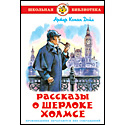 ШКОЛЬНАЯ БИБЛИОТЕКА
Артур Конан Дойл
РАССКАЗЫ
О ШЕРЛОКЕ
ХОЛМСЕ